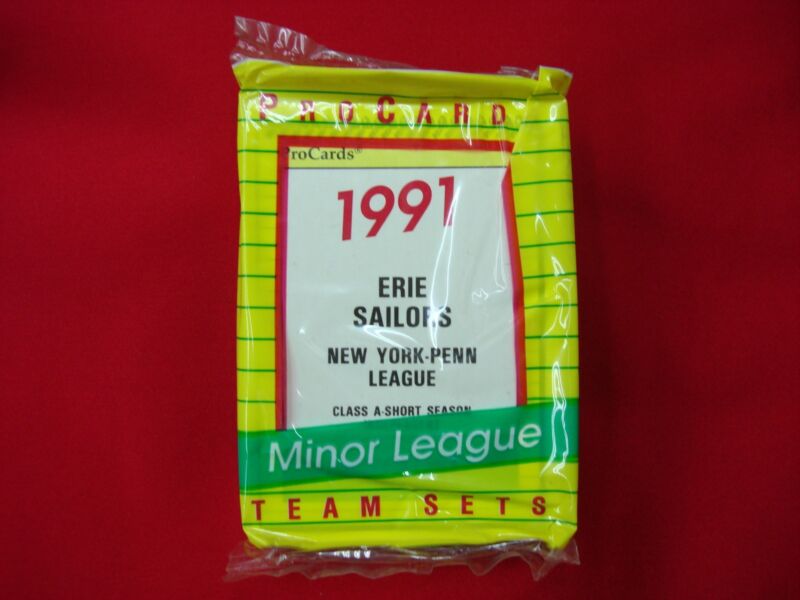 PROCARD
ProCards®
1991
ERIE
SAILORS
NEW YORK-PENN
LEAGUE
CLASS A-SHORT SEASON
Minor League
TEAM SETS